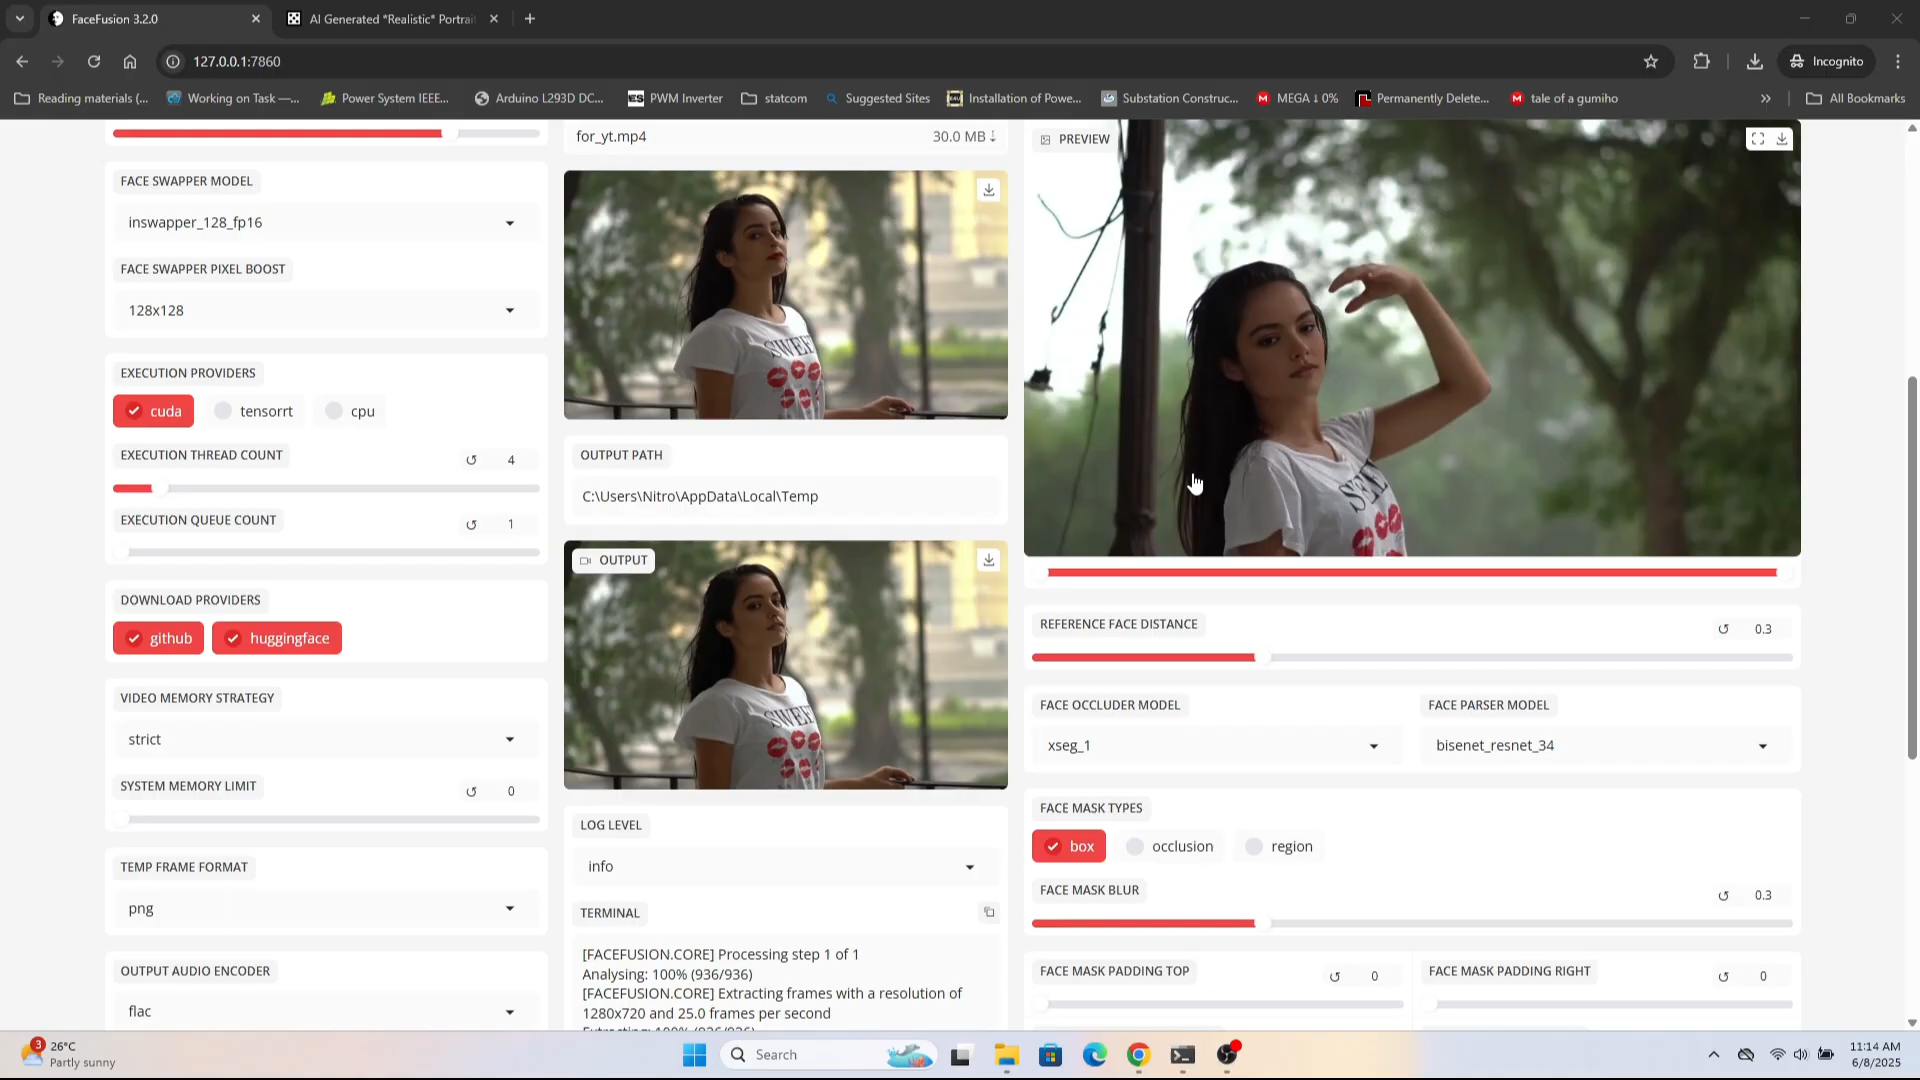 FaceFusion 3.2.0
AI Generated *Realistic* Portrai
127.0.0.1:7860
Incognito
Reading materials (...
Working on Task —...
Power System IEEE...
Arduino L293D DC...
PWM Inverter
statcom
Suggested Sites
Installation of Powe...
Substation Construc...
MEGA ↓ 0%
Permanently Delete...
tale of a gumiho
All Bookmarks
FACE SWAPPER MODEL
inswapper_128_fp16
FACE SWAPPER PIXEL BOOST
128x128
EXECUTION PROVIDERS
cuda
tensorrt
cpu
EXECUTION THREAD COUNT
4
EXECUTION QUEUE COUNT
1
DOWNLOAD PROVIDERS
github
huggingface
VIDEO MEMORY STRATEGY
strict
SYSTEM MEMORY LIMIT
0
TEMP FRAME FORMAT
png
OUTPUT AUDIO ENCODER
flac
for_yt.mp4
30.0 MB ↓
SWEET
OUTPUT PATH
C:\Users\Nitro\AppData\Local\Temp
OUTPUT
SWEET
LOG LEVEL
info
TERMINAL
[FACEFUSION.CORE] Processing step 1 of 1
Analysing: 100% (936/936)
[FACEFUSION.CORE] Extracting frames with a resolution of
1280x720 and 25.0 frames per second
Extracting: 100% (936/936)
PREVIEW
REFERENCE FACE DISTANCE
0.3
FACE OCCLUDER MODEL
xseg_1
FACE PARSER MODEL
bisenet_resnet_34
FACE MASK TYPES
box
occlusion
region
FACE MASK BLUR
0.3
FACE MASK PADDING TOP
0
FACE MASK PADDING RIGHT
0
3
26°C
Partly sunny
Search
11:14 AM
6/8/2025